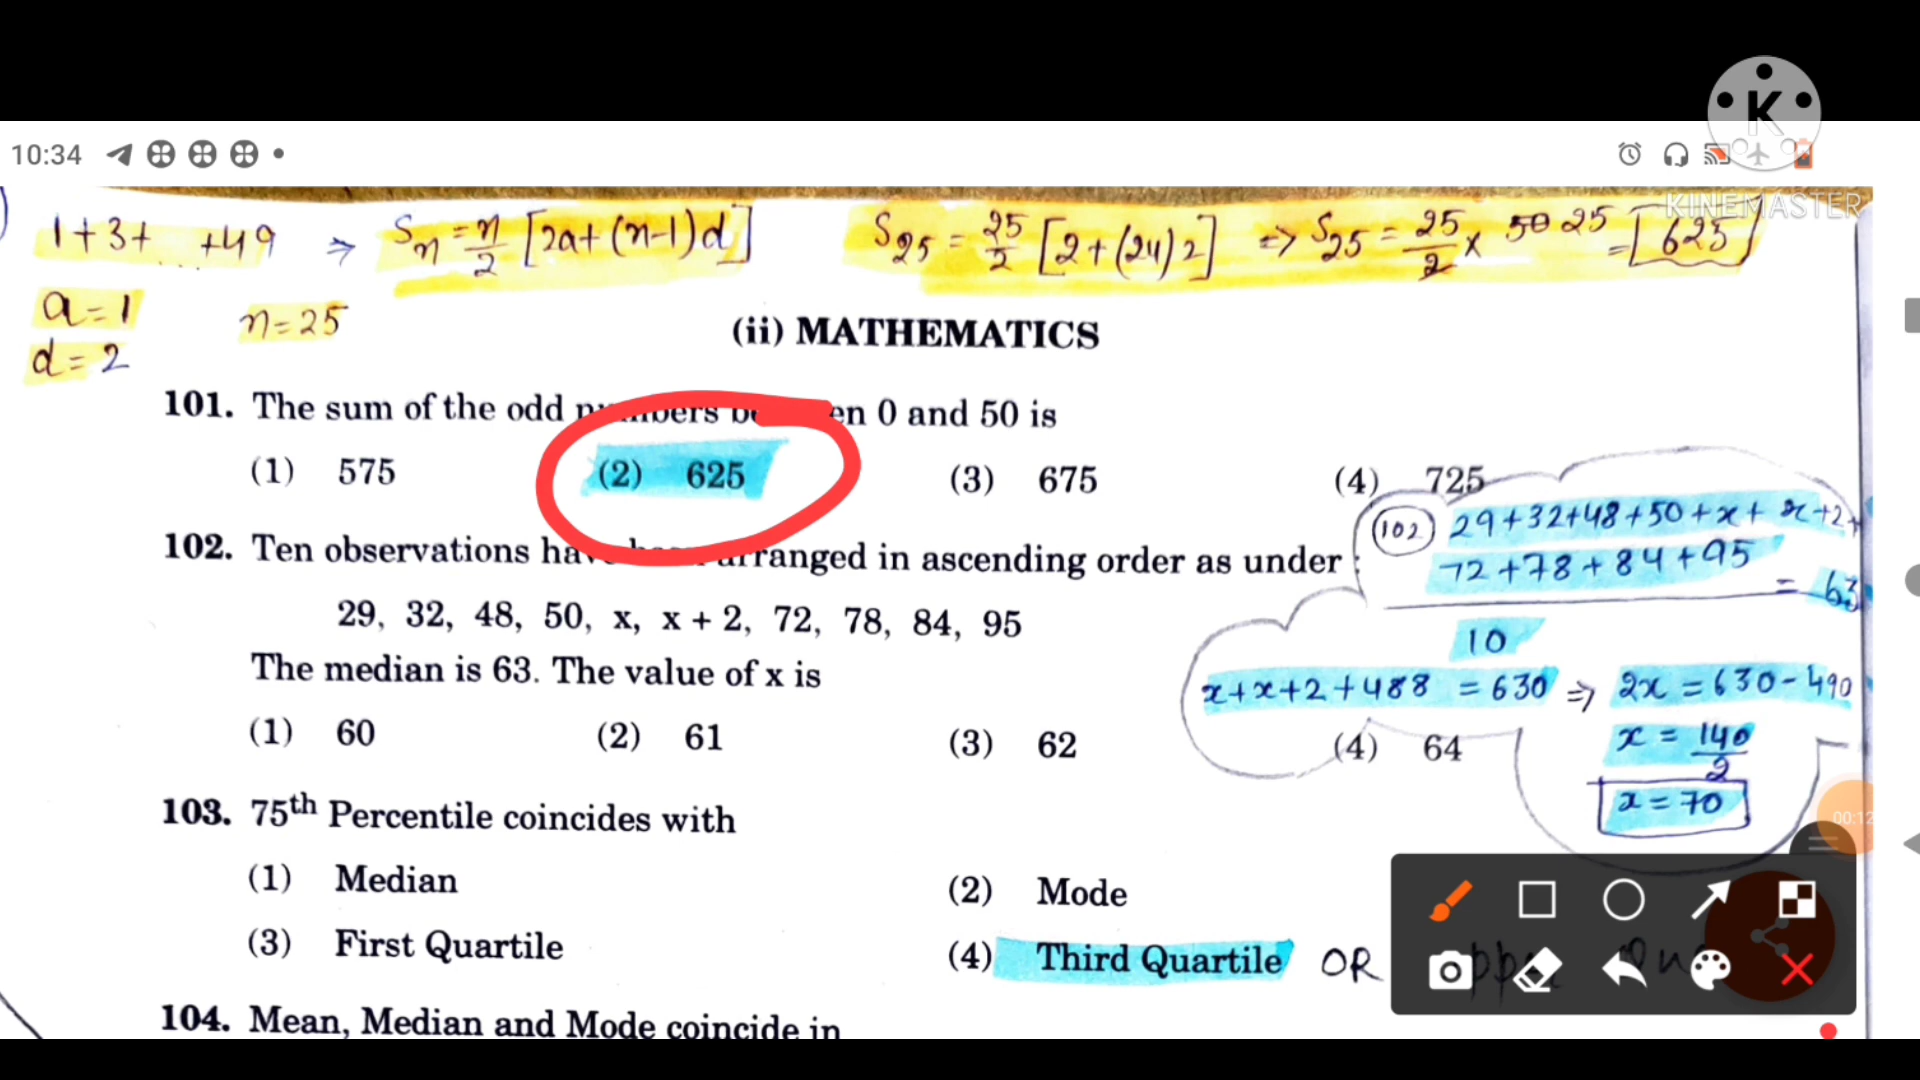 K
10:34
KINEMASTER
1+3+ ... +49 ⇒ Sn = n/2 [2a+(n-1)d] S25 = 25/2 [2+(24)2] ⇒ S25 = 25/2 × 50 25 = 625
a=1
n=25
d=2
(ii) MATHEMATICS
101. The sum of the odd numbers between 0 and 50 is
(1) 575 (2) 625 (3) 675 (4) 725
102 29+32+48+50+x+ x+2+
72+78+84+95
= 63
10
x+x+2+488 = 630 ⇒ 2x = 630-490
x = 140/2
x = 70
102. Ten observations have been arranged in ascending order as under :
29, 32, 48, 50, x, x + 2, 72, 78, 84, 95
The median is 63. The value of x is
(1) 60 (2) 61 (3) 62 (4) 64
103. 75th Percentile coincides with
(1) Median (2) Mode
(3) First Quartile (4) Third Quartile OR
00:12
104. Mean, Median and Mode coincide in